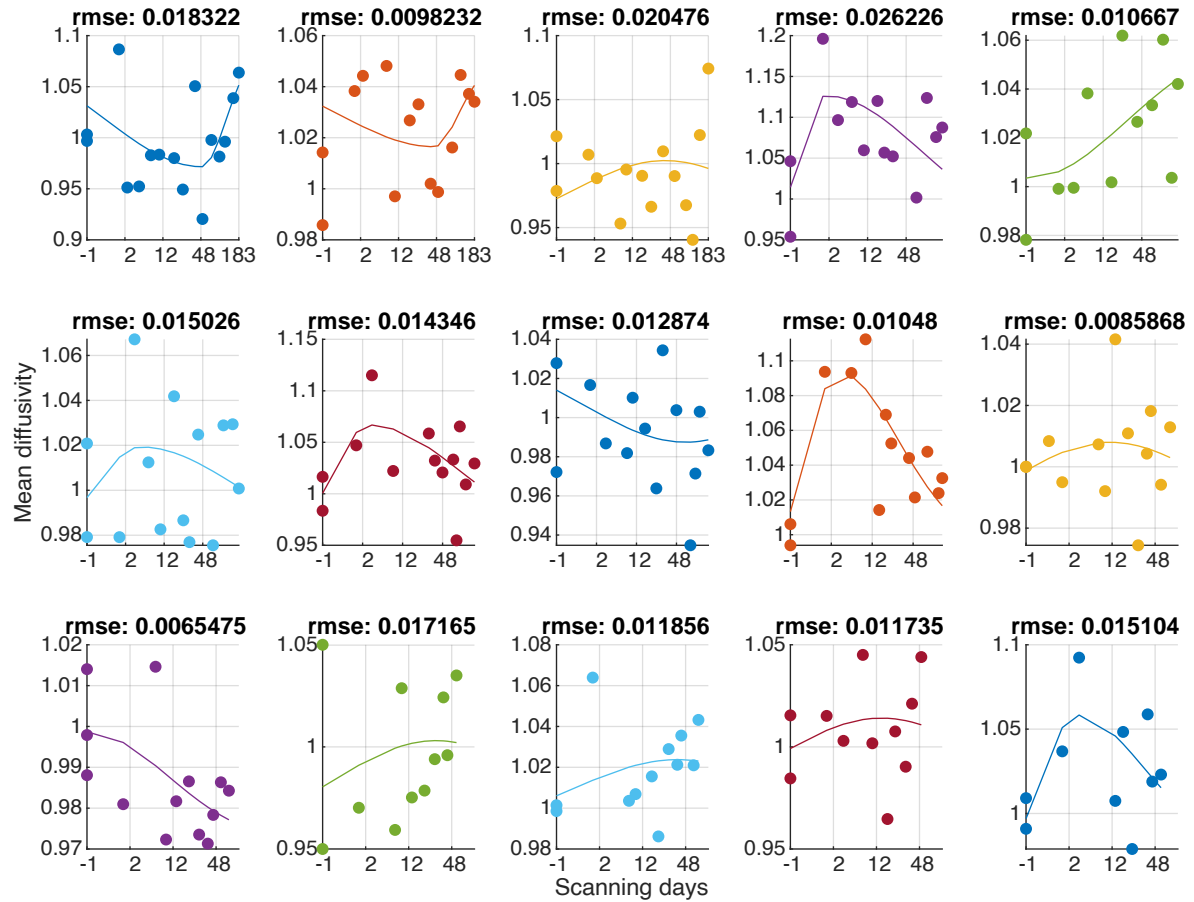 rmse: 0.018322 rmse: 0.0098232 rmse: 0.020476 rmse: 0.026226 rmse: 0.010667
1.1 1.06 1.1 1.2 1.06
1.05 1.04 1.05 1.15 1.04
1 1.02 1 1.1 1.02
0.95 1 0.95 1.05 1
0.9 0.98 1 0.98
0.95
-1 2 12 48 183 -1 2 12 48 183 -1 2 12 48 183 -1 2 12 48 -1 2 12 48
rmse: 0.015026 rmse: 0.014346 rmse: 0.012874 rmse: 0.01048 rmse: 0.0085868
1.06 1.15 1.04 1.1 1.04
1.04 1.1 1.02 1.08 1.02
1.02 1.05 1 1.06 1
1 1 0.98 1.04 0.98
0.98 0.95 0.96 1.02
0.94 1
-1 2 12 48 -1 2 12 48 -1 2 12 48 -1 2 12 48 -1 2 12 48
Mean diffusivity
rmse: 0.0065475 rmse: 0.017165 rmse: 0.011856 rmse: 0.011735 rmse: 0.015104
1.02 1.05 1.08 1.05 1.1
1.01 1 1.06 1 1.05
1 0.95 1.04 0.95 1
0.99 1.02
0.98 1
0.97 0.98
-1 2 12 48 -1 2 12 48 -1 2 12 48 -1 2 12 48 -1 2 12 48
Scanning days